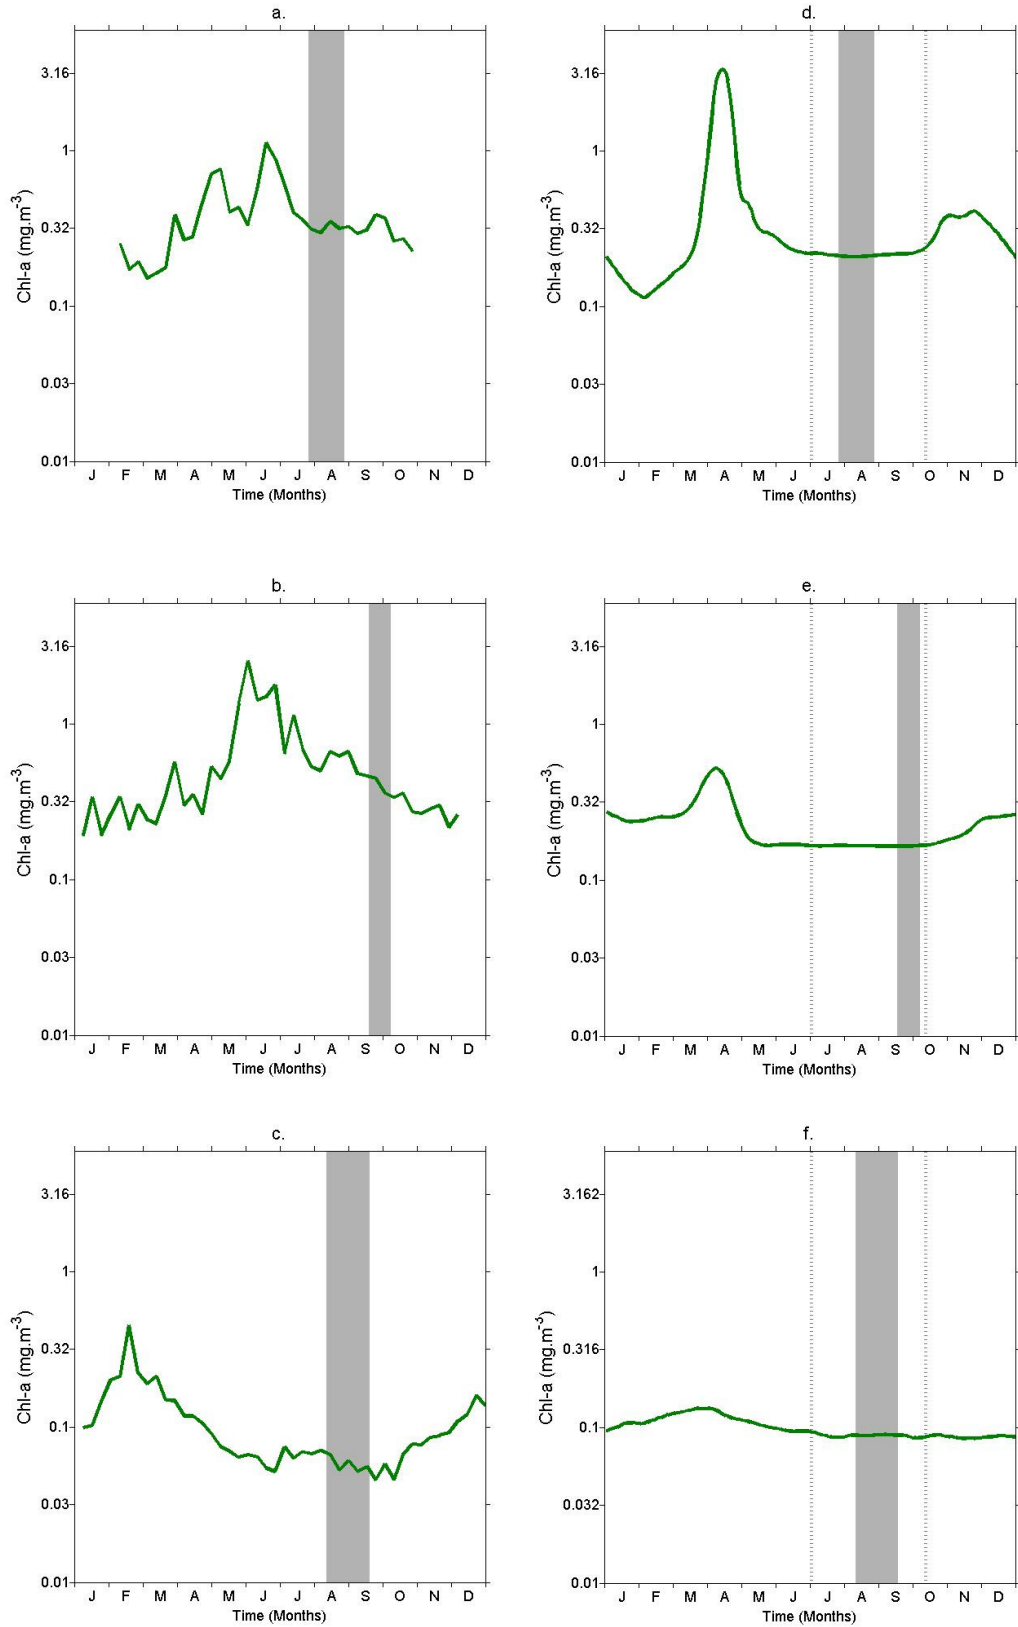 a.
3.16
1
0.32
0.1
0.03
0.01
Chl-a (mg.m-3)
J F M A M J J A S O N D
Time (Months)
d.
3.16
1
0.32
0.1
0.03
0.01
Chl-a (mg.m-3)
J F M A M J J A S O N D
Time (Months)
b.
3.16
1
0.32
0.1
0.03
0.01
Chl-a (mg.m-3)
J F M A M J J A S O N D
Time (Months)
e.
3.16
1
0.32
0.1
0.03
0.01
Chl-a (mg.m-3)
J F M A M J J A S O N D
Time (Months)
c.
3.16
1
0.32
0.1
0.03
0.01
Chl-a (mg.m-3)
J F M A M J J A S O N D
Time (Months)
f.
3.162
1
0.316
0.1
0.032
0.01
Chl-a (mg.m-3)
J F M A M J J A S O N D
Time (Months)